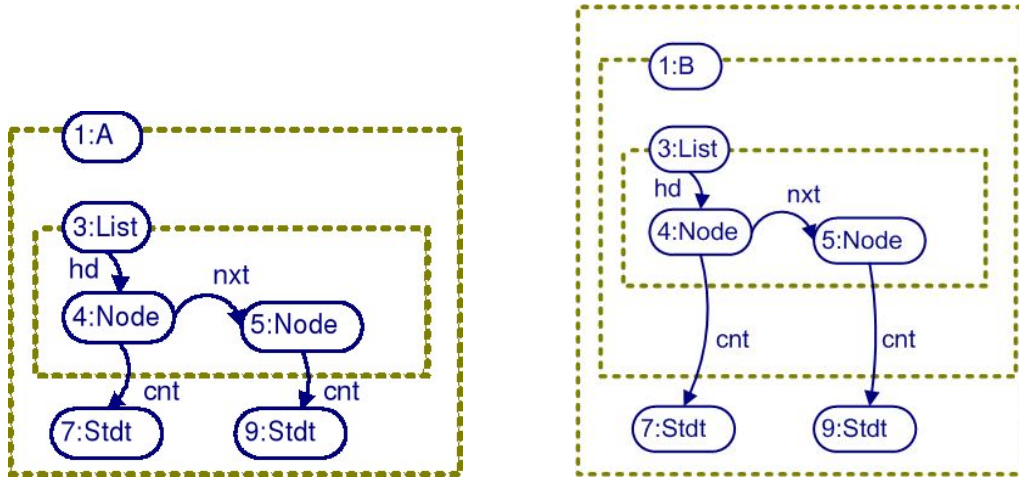 1:A
3:List
hd
nxt
4:Node
5:Node
cnt
cnt
7:Stdt
9:Stdt
1:B
3:List
hd
nxt
4:Node
5:Node
cnt
cnt
7:Stdt
9:Stdt